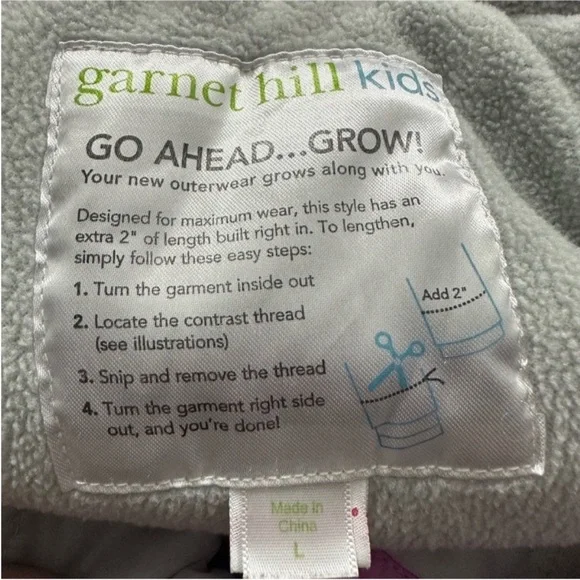 garnet hill kids
GO AHEAD...GROW!
Your new outerwear grows along with you.
Designed for maximum wear, this style has an
extra 2" of length built right in. To lengthen,
simply follow these easy steps:
1. Turn the garment inside out
2. Locate the contrast thread
(see illustrations)
3. Snip and remove the thread
4. Turn the garment right side
out, and you're done!
Add 2"
Made in
China
L